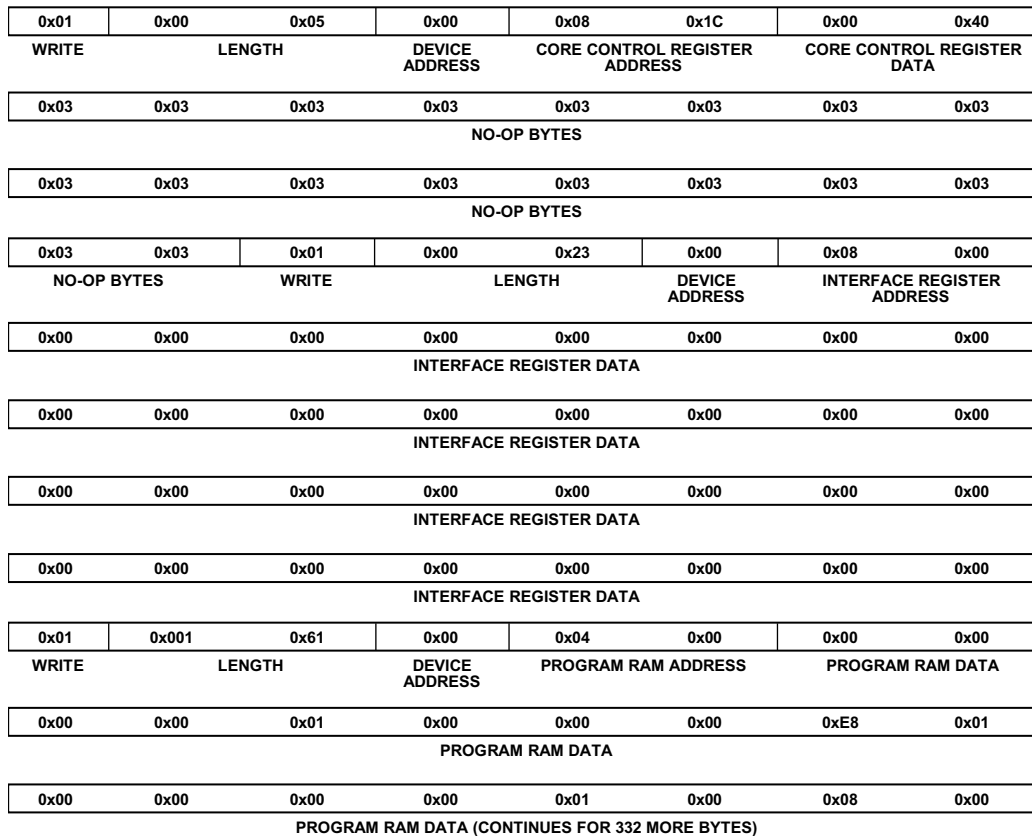 0x01 0x00 0x05 0x00 0x08 0x1C 0x00 0x40
WRITE LENGTH DEVICE ADDRESS CORE CONTROL REGISTER ADDRESS CORE CONTROL REGISTER DATA
0x03 0x03 0x03 0x03 0x03 0x03 0x03 0x03
NO-OP BYTES
0x03 0x03 0x03 0x03 0x03 0x03 0x03 0x03
NO-OP BYTES
0x03 0x03 0x01 0x00 0x23 0x00 0x08 0x00
NO-OP BYTES WRITE LENGTH DEVICE ADDRESS INTERFACE REGISTER ADDRESS
0x00 0x00 0x00 0x00 0x00 0x00 0x00 0x00
INTERFACE REGISTER DATA
0x00 0x00 0x00 0x00 0x00 0x00 0x00 0x00
INTERFACE REGISTER DATA
0x00 0x00 0x00 0x00 0x00 0x00 0x00 0x00
INTERFACE REGISTER DATA
0x00 0x00 0x00 0x00 0x00 0x00 0x00 0x00
INTERFACE REGISTER DATA
0x01 0x001 0x61 0x00 0x04 0x00 0x00 0x00
WRITE LENGTH DEVICE ADDRESS PROGRAM RAM ADDRESS PROGRAM RAM DATA
0x00 0x00 0x01 0x00 0x00 0x00 0xE8 0x01
PROGRAM RAM DATA
0x00 0x00 0x00 0x00 0x01 0x00 0x08 0x00
PROGRAM RAM DATA (CONTINUES FOR 332 MORE BYTES)